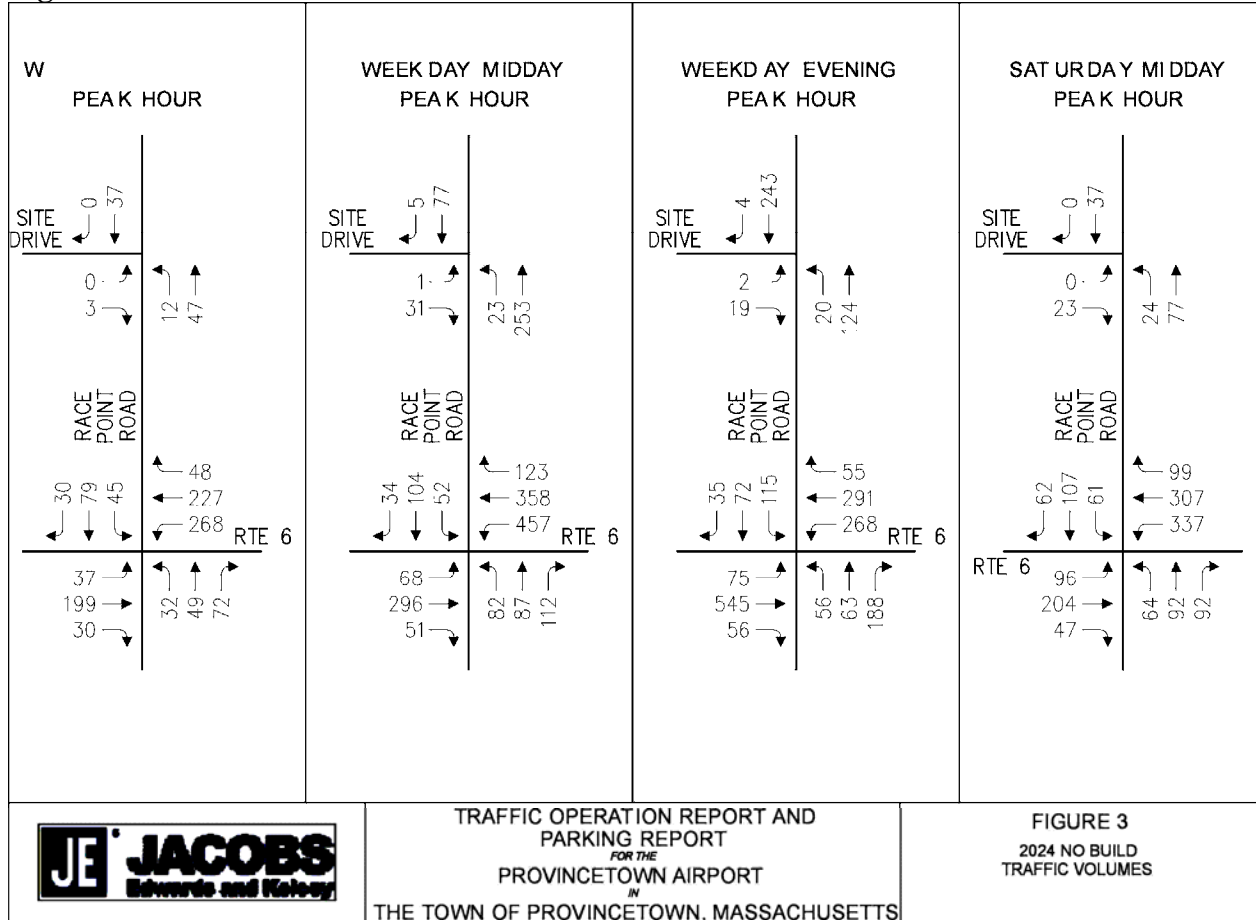 W
PEAK HOUR
0
37
SITE
DRIVE
0
3
12
47
RACE
POINT
ROAD
30
79
45
48
227
268
RTE 6
37
199
30
32
49
72
WEEKDAY MIDDAY
PEAK HOUR
5
77
SITE
DRIVE
1
31
23
253
RACE
POINT
ROAD
34
104
52
123
358
457
RTE 6
68
296
51
82
87
112
WEEKDAY EVENING
PEAK HOUR
4
243
SITE
DRIVE
2
19
20
124
RACE
POINT
ROAD
35
72
115
55
291
268
RTE 6
75
545
56
56
63
188
SATURDAY MIDDAY
PEAK HOUR
0
37
SITE
DRIVE
0
23
24
77
RACE
POINT
ROAD
62
107
61
99
307
337
RTE 6
96
204
47
64
92
92
JE JACOBS
Edwards and Kelcey
TRAFFIC OPERATION REPORT AND
PARKING REPORT
FOR THE
PROVINCETOWN AIRPORT
IN
THE TOWN OF PROVINCETOWN, MASSACHUSETTS
FIGURE 3
2024 NO BUILD
TRAFFIC VOLUMES